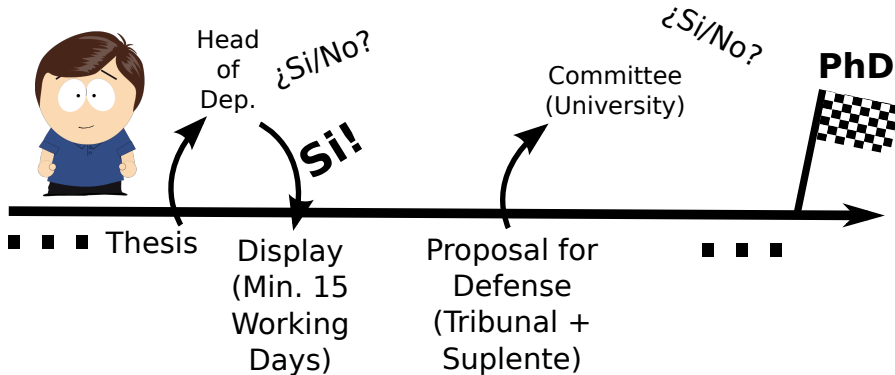 Head
of
Dep.
¿Si/No?
Si!
Committee
(University)
¿Si/No?
PhD
Thesis
Display
(Min. 15
Working
Days)
Proposal for
Defense
(Tribunal +
Suplente)